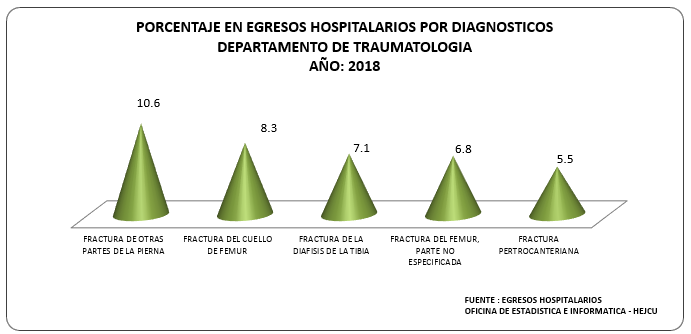 PORCENTAJE EN EGRESOS HOSPITALARIOS POR DIAGNOSTICOS
DEPARTAMENTO DE TRAUMATOLOGIA
AÑO: 2018
10.6
8.3
7.1
6.8
5.5
FRACTURA DE OTRAS
PARTES DE LA PIERNA
FRACTURA DEL CUELLO
DE FEMUR
FRACTURA DE LA
DIAFISIS DE LA TIBIA
FRACTURA DEL FEMUR,
PARTE NO
ESPECIFICADA
FRACTURA
PERTROCANTERIANA
FUENTE : EGRESOS HOSPITALARIOS
OFICINA DE ESTADISTICA E INFORMATICA - HEJCU